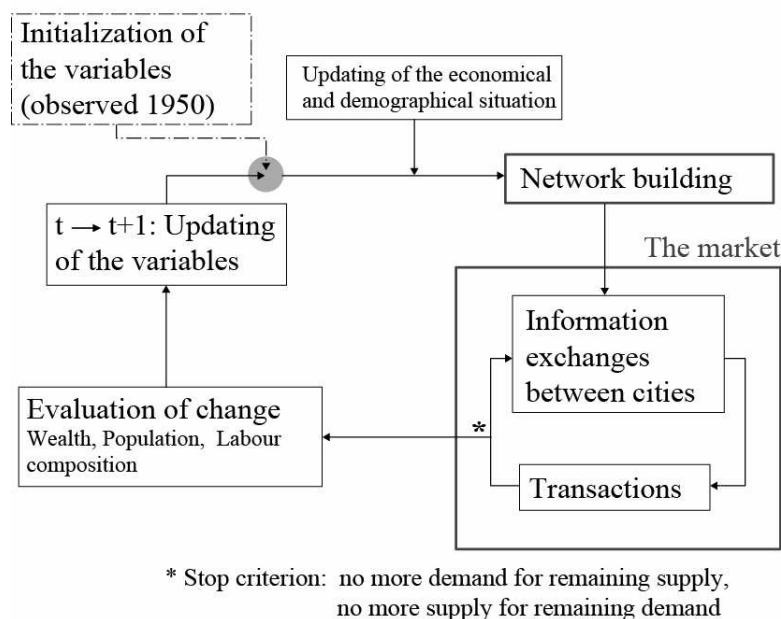 Initialization of
the variables
(observed 1950)
Updating of the economical
and demographical situation
Network building
t → t+1: Updating
of the variables
The market
Information
exchanges
between cities
Evaluation of change
Wealth, Population, Labour
composition
*
Transactions
* Stop criterion: no more demand for remaining supply,
no more supply for remaining demand